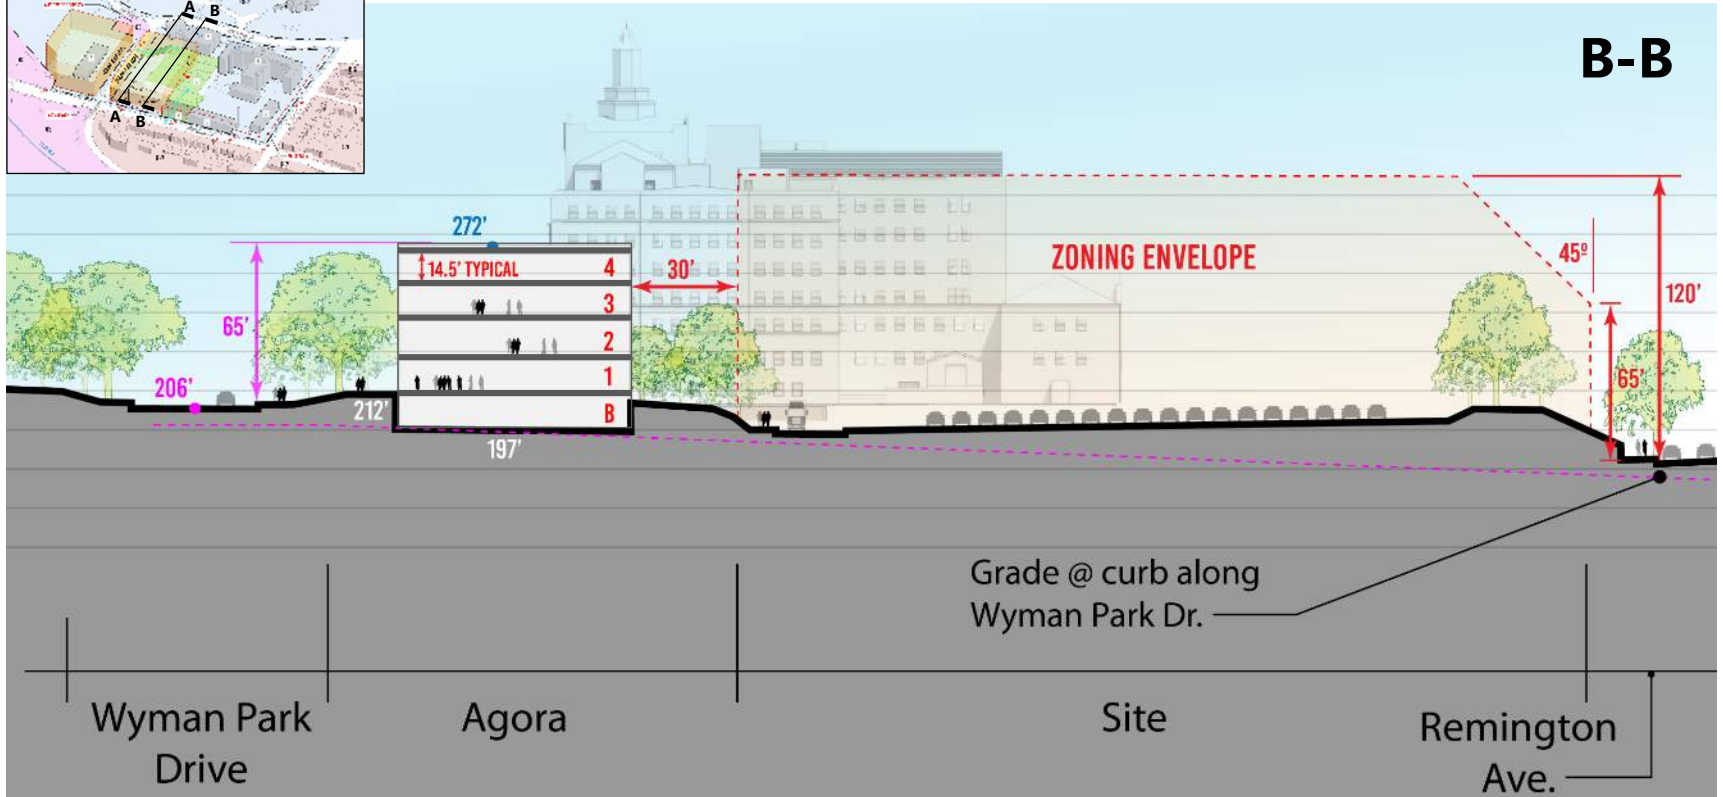 A B
A B
B-B
272'
14.5' TYPICAL
4
30'
ZONING ENVELOPE
45º
120'
3
65'
2
206'
1
65'
212'
B
197'
Grade @ curb along
Wyman Park Dr.
Wyman Park
Drive
Agora
Site
Remington
Ave.